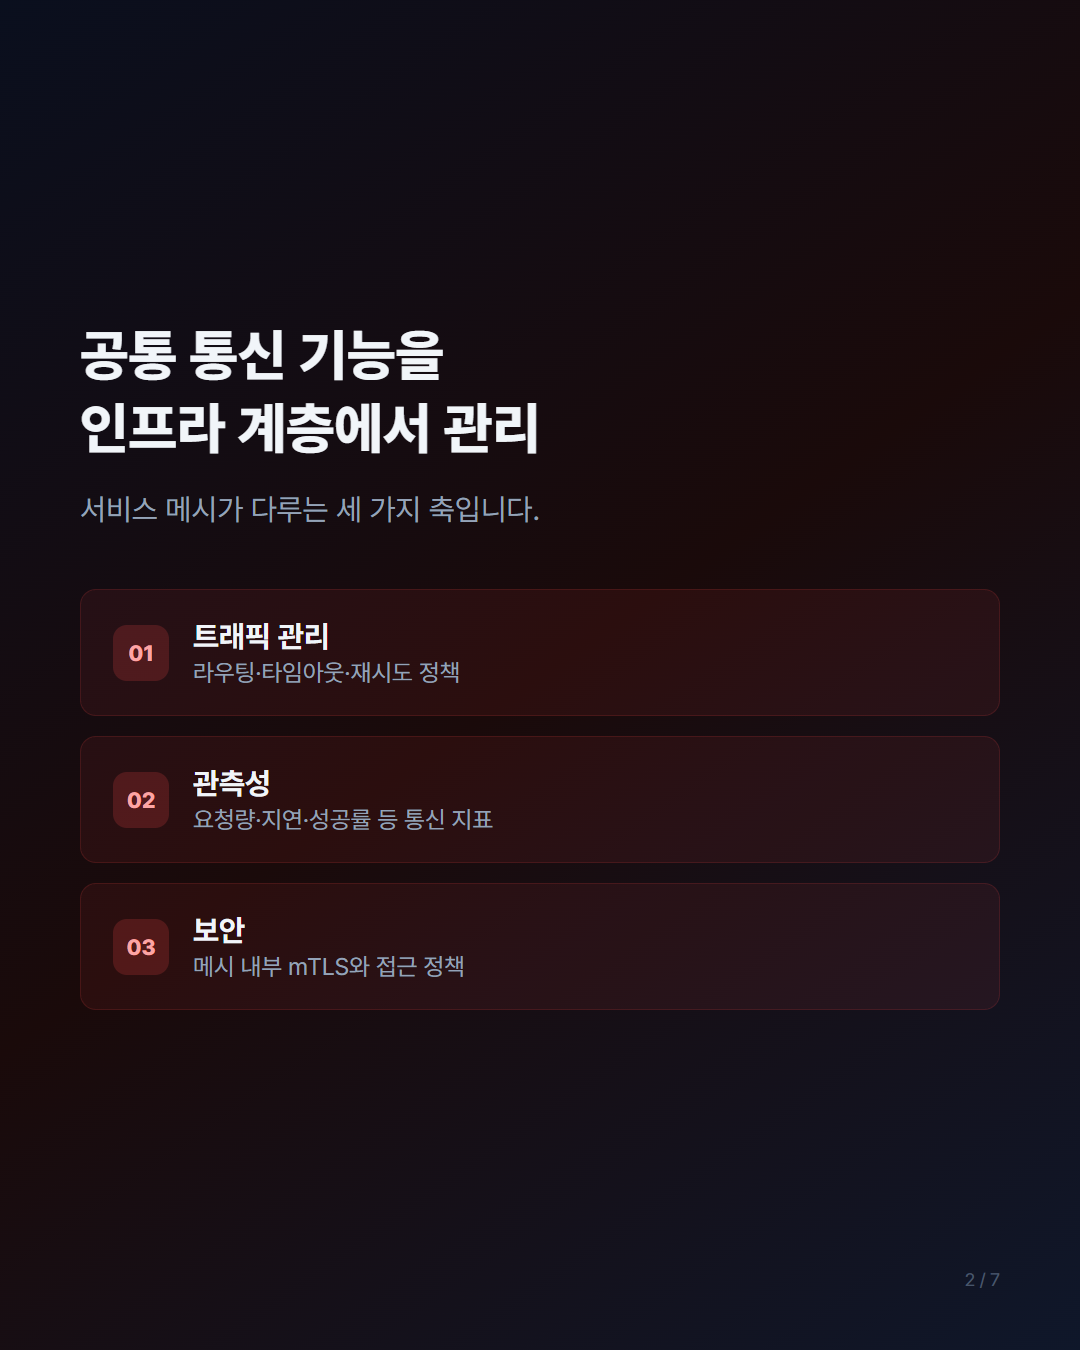 공통 통신 기능을
인프라 계층에서 관리
서비스 메시가 다루는 세 가지 축입니다.
01
트래픽 관리
라우팅·타임아웃·재시도 정책
02
관측성
요청량·지연·성공률 등 통신 지표
03
보안
메시 내부 mTLS와 접근 정책
2 / 7